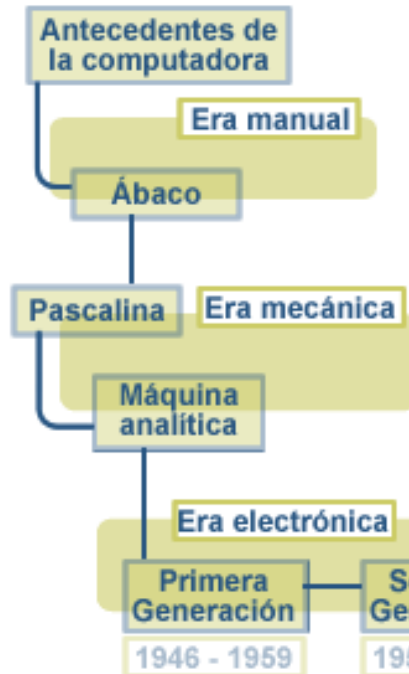 Antecedentes de
la computadora
Era manual
Ábaco
Pascalina
Era mecánica
Máquina
analítica
Era electrónica
Primera
Generación
1946 - 1959